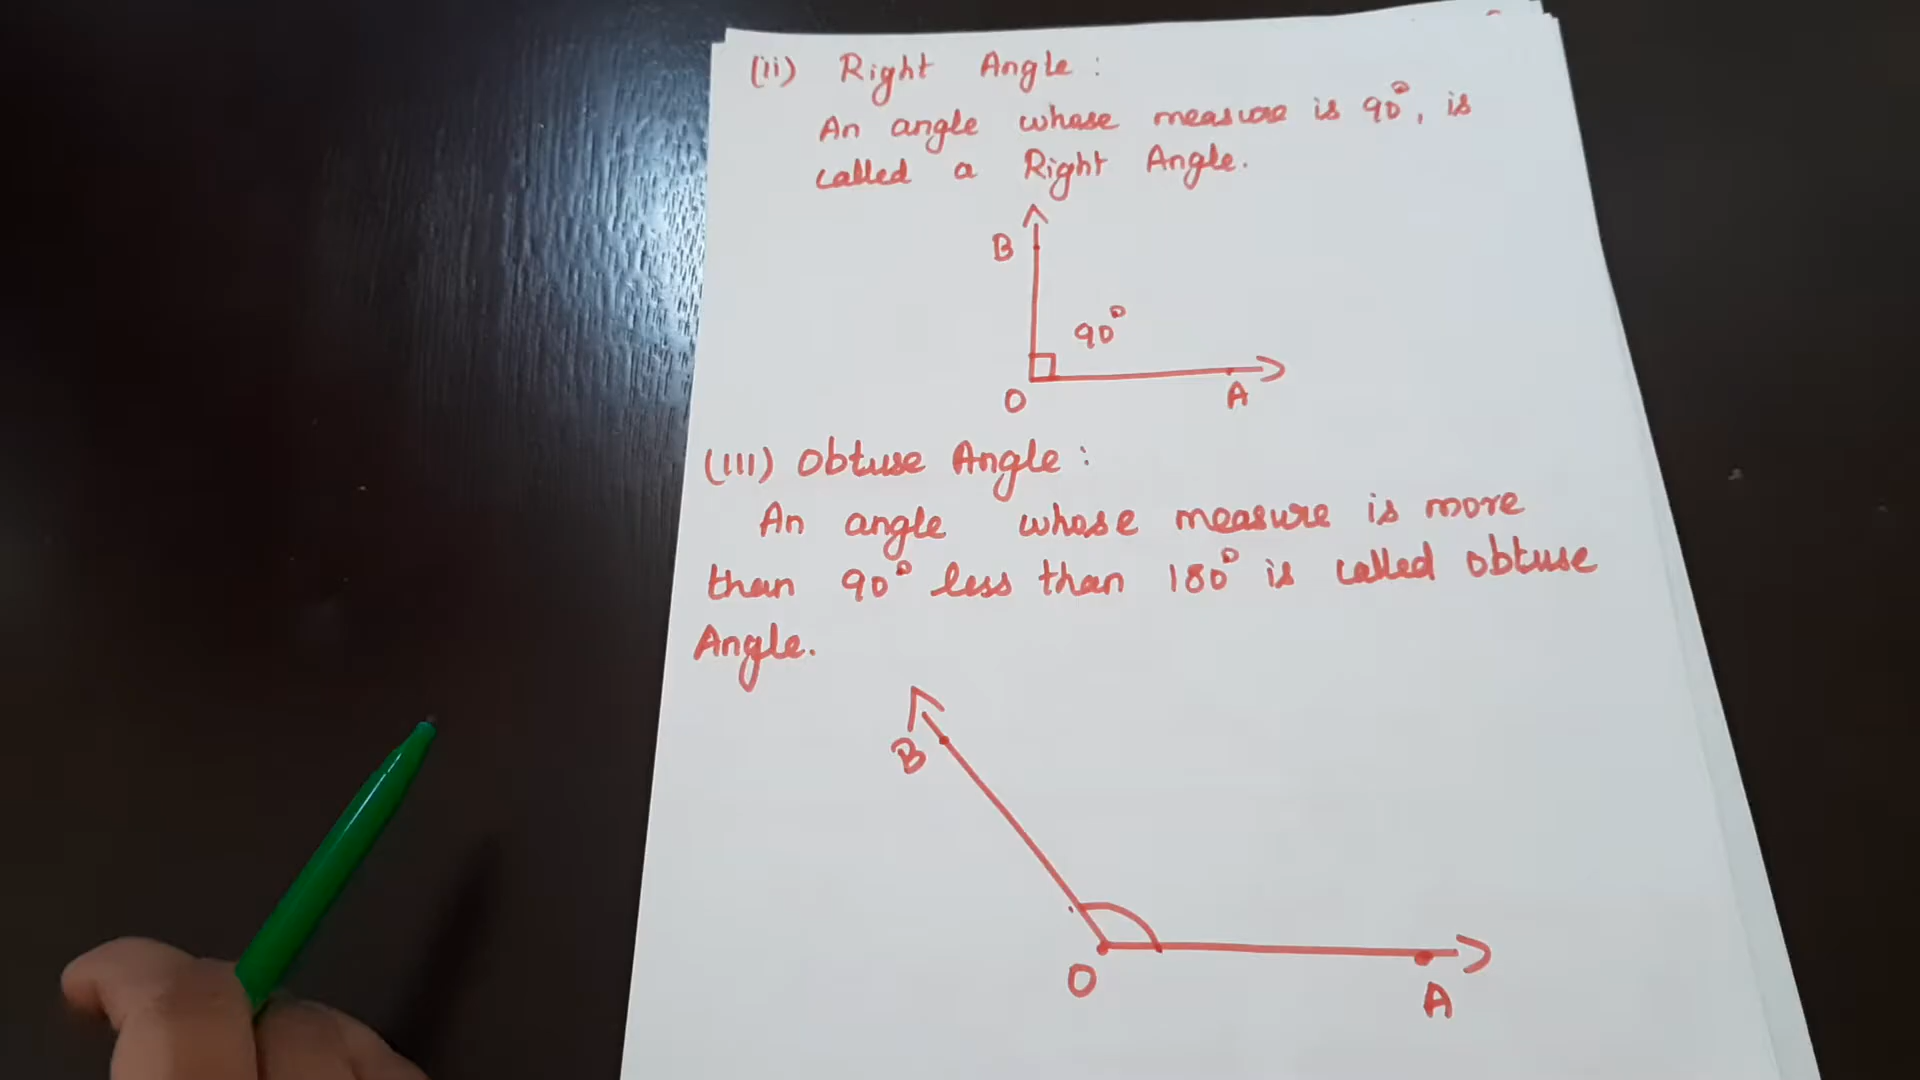 (ii) Right Angle:
An angle whose measure is 90°, is
called a Right Angle.
B
90°
O
A
(III) Obtuse Angle:
An angle whose measure is more
than 90° less than 180° is called obtuse
Angle.
B
O
A